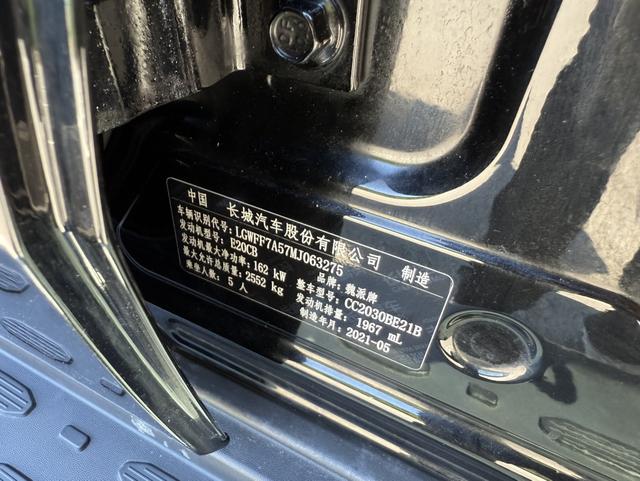 中国 长城汽车股份有限公司 制造
车辆识别代号:LGWFF7A57MJ063275
发动机型号:E20CB 品牌:魏派牌
发动机最大净功率:162 kW 整车型号:CC2030BE21B
最大允许总质量:2552 kg 发动机排量:1967 mL
乘坐人数:5 人 制造年月:2021-05